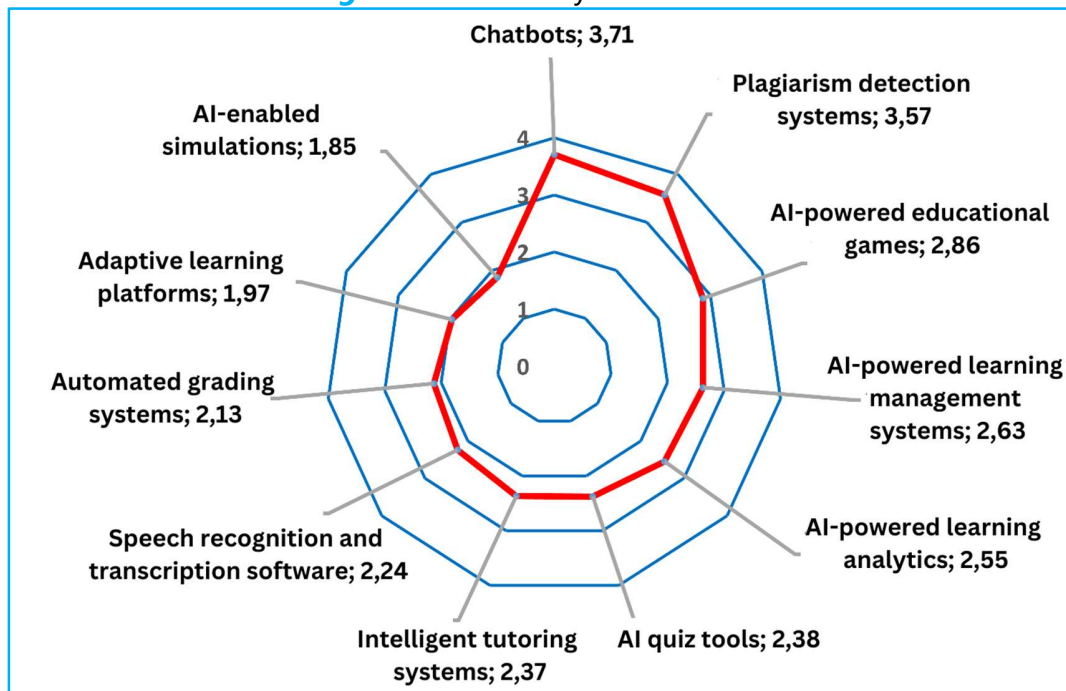 Chatbots; 3,71
Plagiarism detection
systems; 3,57
AI-enabled
simulations; 1,85
AI-powered educational
games; 2,86
Adaptive learning
platforms; 1,97
AI-powered learning
management
systems; 2,63
Automated grading
systems; 2,13
AI-powered learning
analytics; 2,55
Speech recognition and
transcription software; 2,24
AI quiz tools; 2,38
Intelligent tutoring
systems; 2,37
4
3
2
1
0